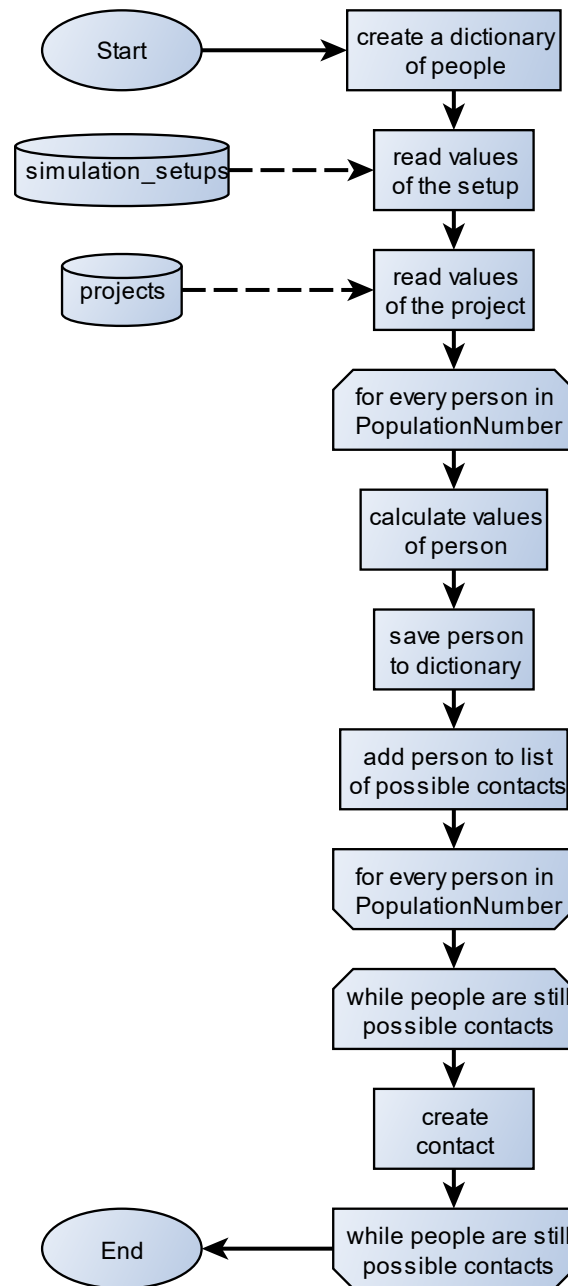 Start
create a dictionary
of people
simulation_setups
read values
of the setup
projects
read values
of the project
for every person in
PopulationNumber
calculate values
of person
save person
to dictionary
add person to list
of possible contacts
for every person in
PopulationNumber
while people are still
possible contacts
create
contact
End
while people are still
possible contacts